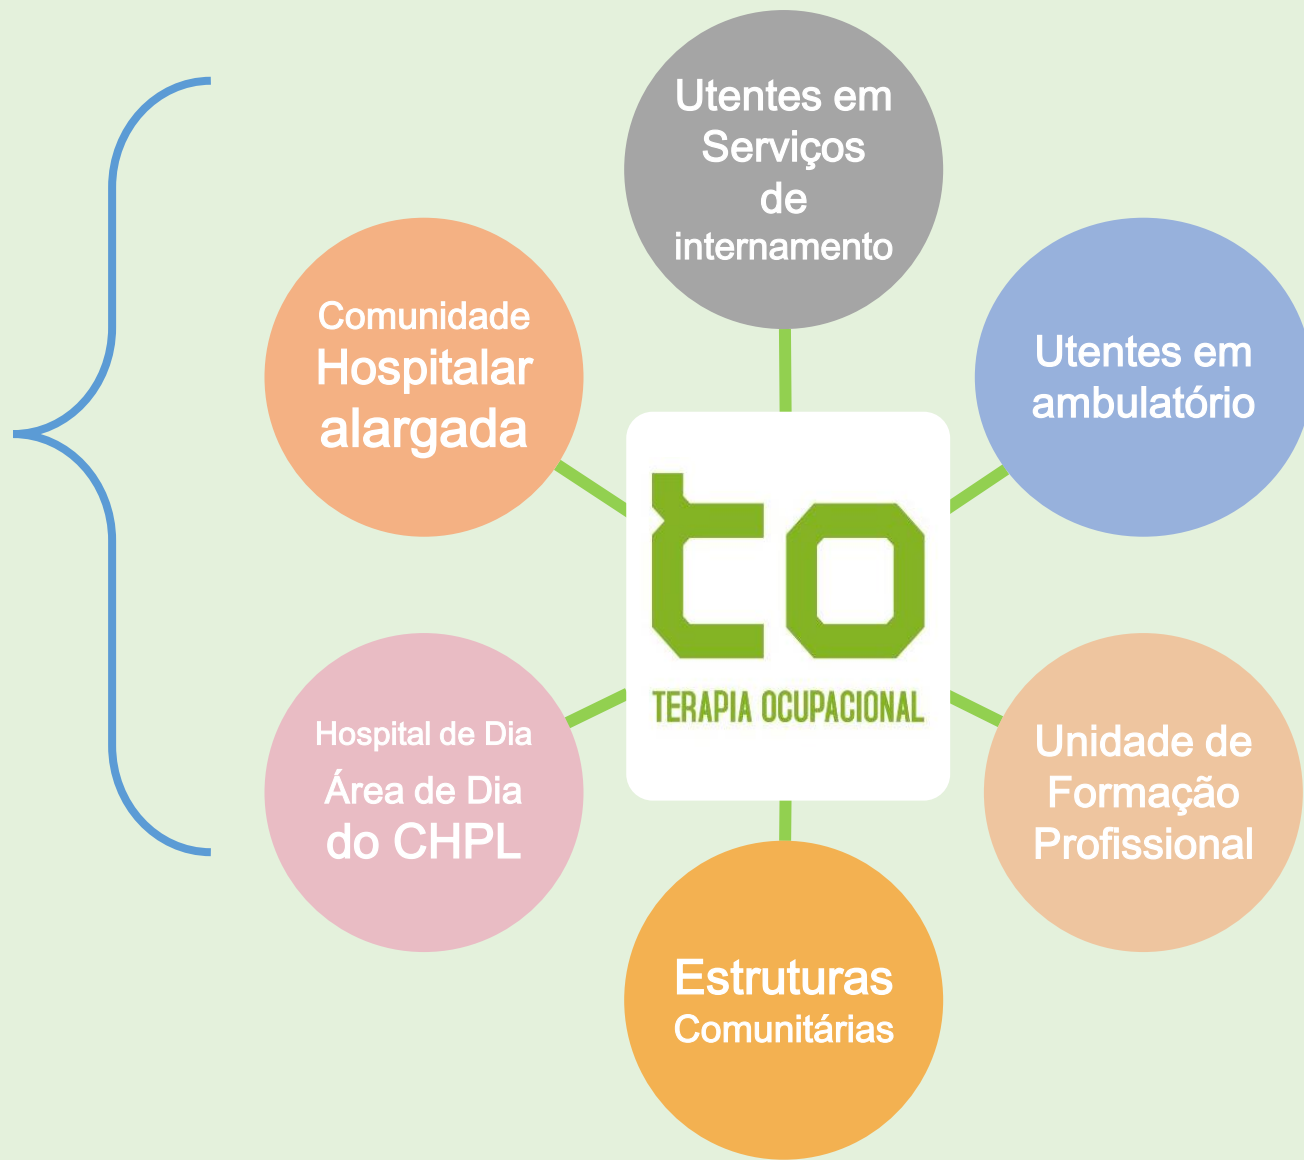 Utentes em
Serviços
de
internamento
Utentes em
ambulatório
Unidade de
Formação
Profissional
Estruturas
Comunitárias
Hospital de Dia
Área de Dia
do CHPL
Comunidade
Hospitalar
alargada
to
TERAPIA OCUPACIONAL